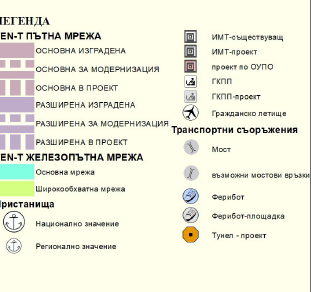 ЛЕГЕНДА
EN-T ПЪТНА МРЕЖА
ОСНОВНА ИЗГРАДЕНА
ОСНОВНА ЗА МОДЕРНИЗАЦИЯ
ОСНОВНА В ПРОЕКТ
РАЗШИРЕНА ИЗГРАДЕНА
РАЗШИРЕНА ЗА МОДЕРНИЗАЦИЯ
РАЗШИРЕНА В ПРОЕКТ
EN-T ЖЕЛЕЗОПЪТНА МРЕЖА
Основна мрежа
Широкообхватна мрежа
Пристанища
Национално значение
Регионално значение
ИМТ-съществуващ
ИМТ-проект
проект по ОУПО
ГКПП
ГКПП-проект
Гражданско летище
Транспортни съоръжения
Мост
възможни мостови връзки
Ферибот
Ферибот-площадка
Тунел - проект